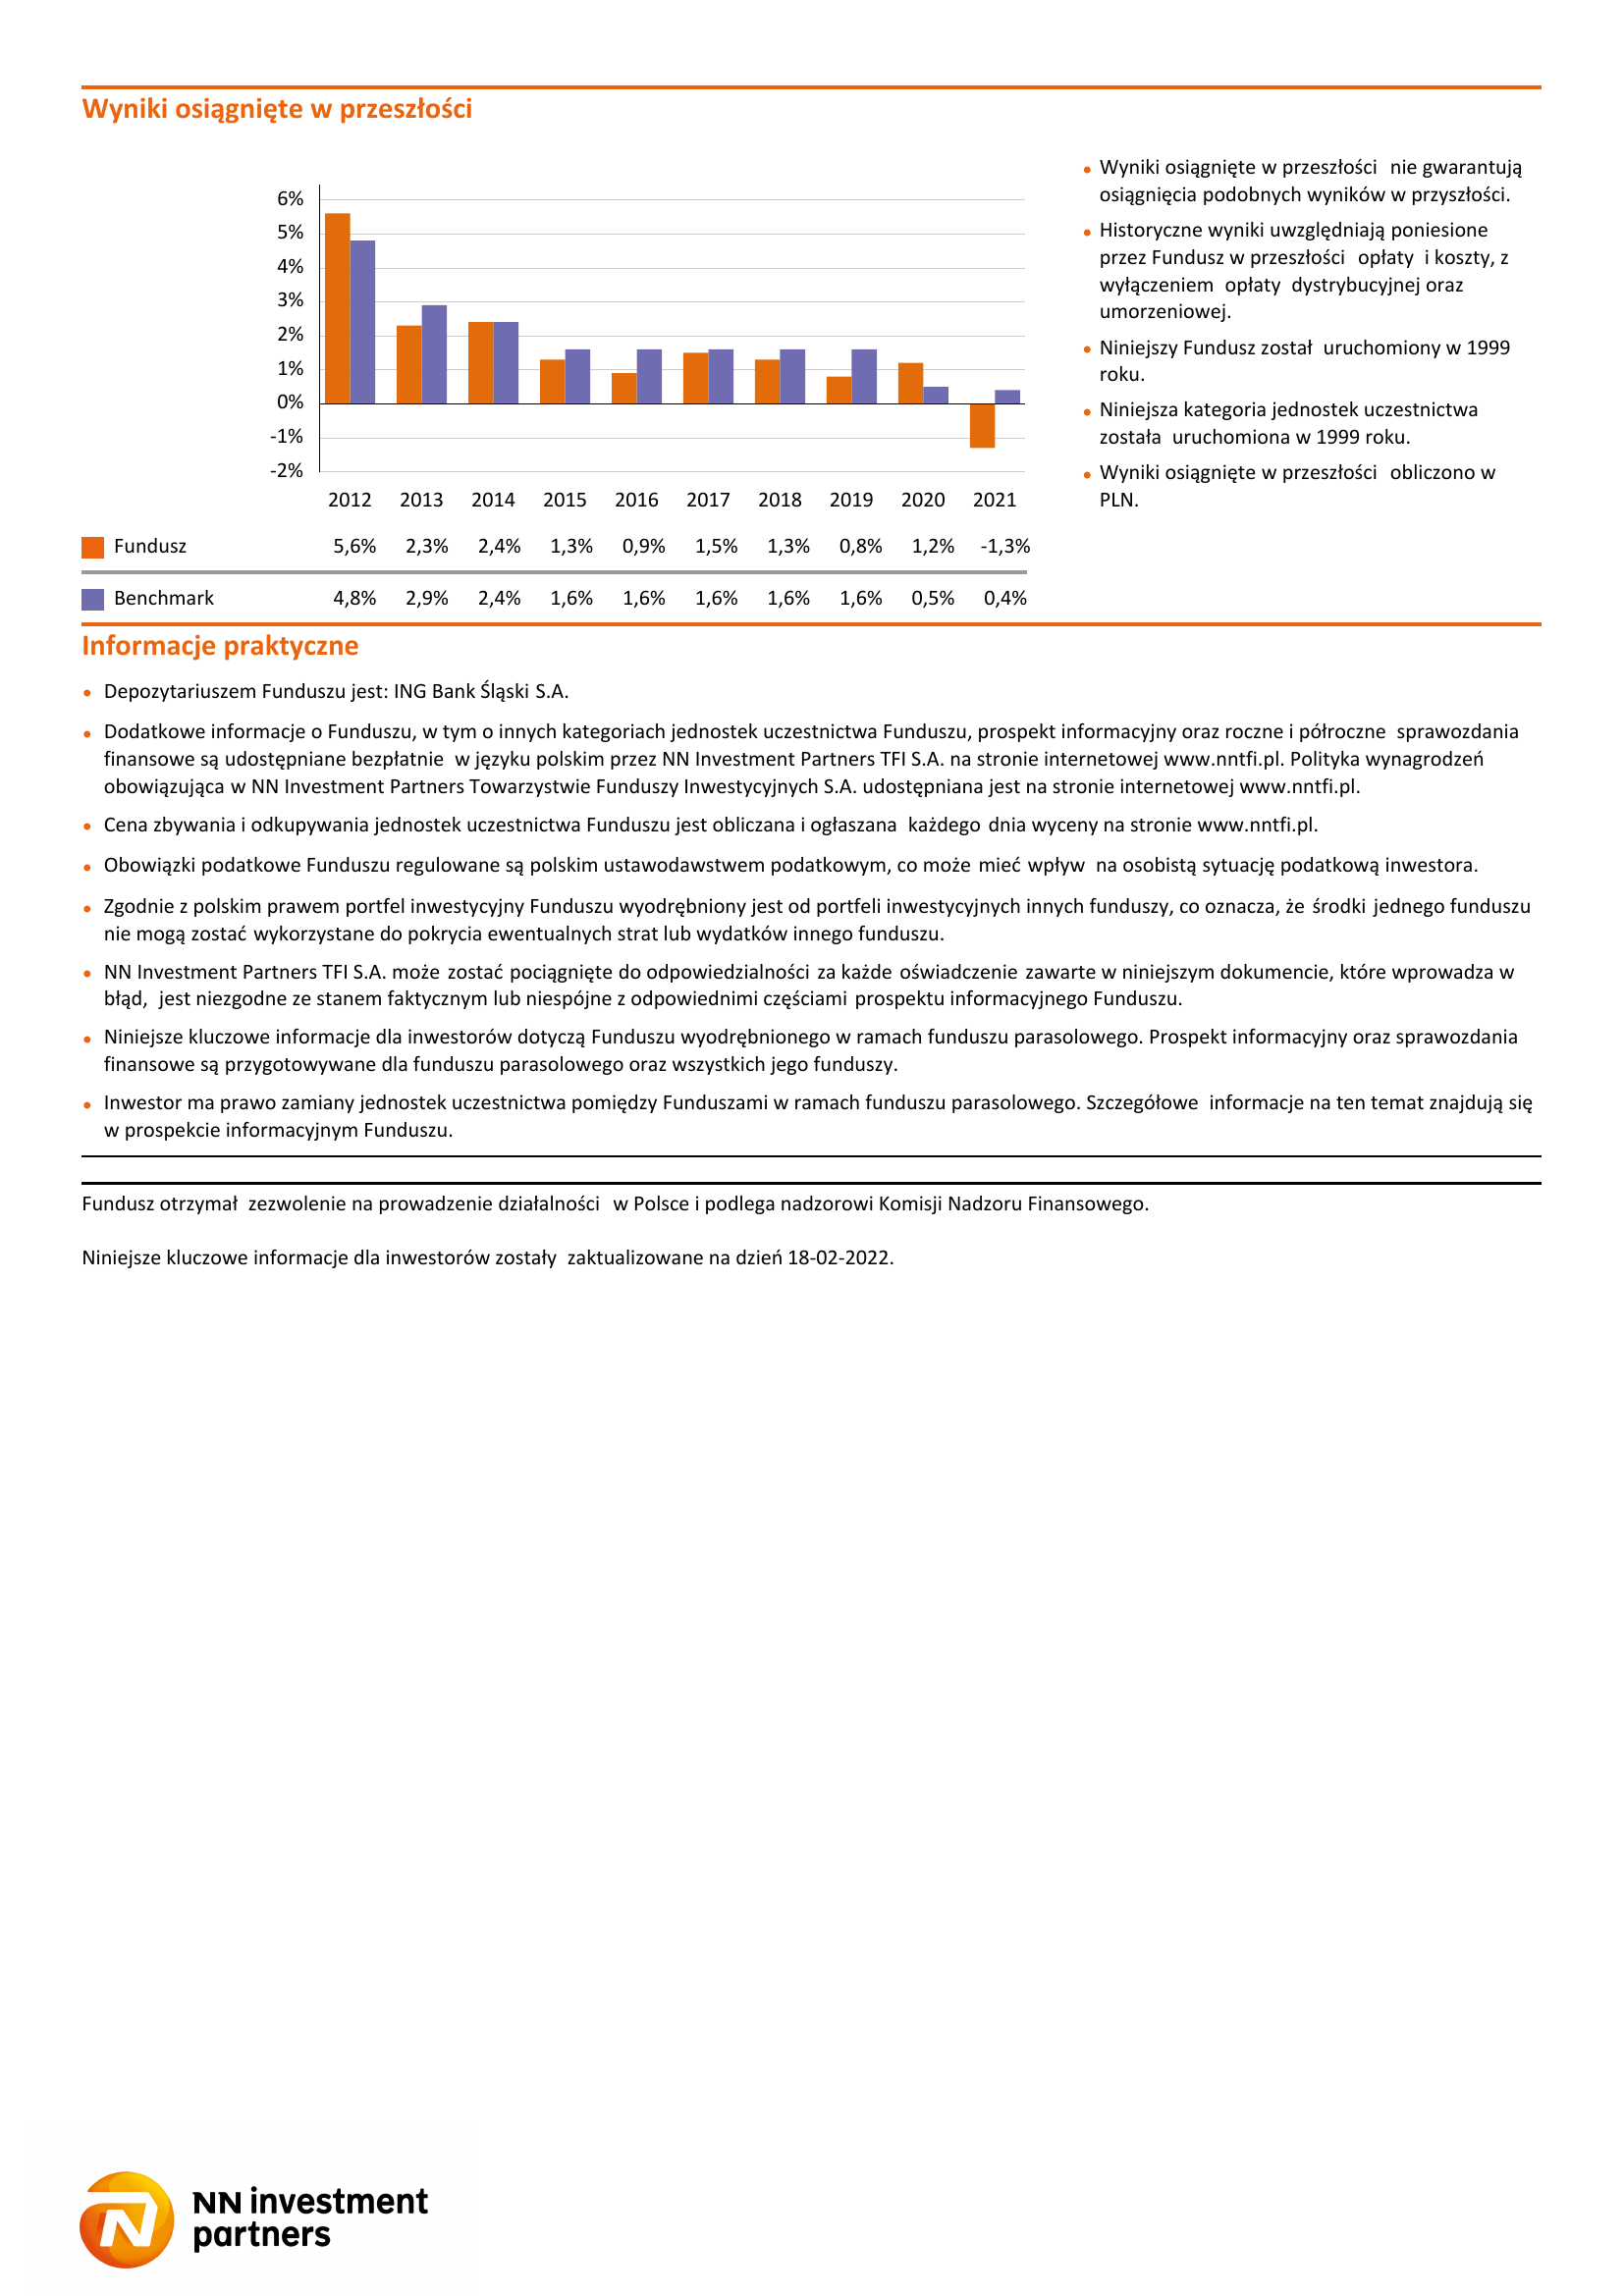 Wyniki osiągnięte w przeszłości
6%
5%
4%
3%
2%
1%
0%
-1%
-2%
2012 2013 2014 2015 2016 2017 2018 2019 2020 2021
Fundusz 5,6% 2,3% 2,4% 1,3% 0,9% 1,5% 1,3% 0,8% 1,2% -1,3%
Benchmark 4,8% 2,9% 2,4% 1,6% 1,6% 1,6% 1,6% 1,6% 0,5% 0,4%
• Wyniki osiągnięte w przeszłości nie gwarantują
osiągnięcia podobnych wyników w przyszłości.
• Historyczne wyniki uwzględniają poniesione
przez Fundusz w przeszłości opłaty i koszty, z
wyłączeniem opłaty dystrybucyjnej oraz
umorzeniowej.
• Niniejszy Fundusz został uruchomiony w 1999
roku.
• Niniejsza kategoria jednostek uczestnictwa
została uruchomiona w 1999 roku.
• Wyniki osiągnięte w przeszłości obliczono w
PLN.
Informacje praktyczne
• Depozytariuszem Funduszu jest: ING Bank Śląski S.A.
• Dodatkowe informacje o Funduszu, w tym o innych kategoriach jednostek uczestnictwa Funduszu, prospekt informacyjny oraz roczne i półroczne sprawozdania
finansowe są udostępniane bezpłatnie w języku polskim przez NN Investment Partners TFI S.A. na stronie internetowej www.nntfi.pl. Polityka wynagrodzeń
obowiązująca w NN Investment Partners Towarzystwie Funduszy Inwestycyjnych S.A. udostępniana jest na stronie internetowej www.nntfi.pl.
• Cena zbywania i odkupywania jednostek uczestnictwa Funduszu jest obliczana i ogłaszana każdego dnia wyceny na stronie www.nntfi.pl.
• Obowiązki podatkowe Funduszu regulowane są polskim ustawodawstwem podatkowym, co może mieć wpływ na osobistą sytuację podatkową inwestora.
• Zgodnie z polskim prawem portfel inwestycyjny Funduszu wyodrębniony jest od portfeli inwestycyjnych innych funduszy, co oznacza, że środki jednego funduszu
nie mogą zostać wykorzystane do pokrycia ewentualnych strat lub wydatków innego funduszu.
• NN Investment Partners TFI S.A. może zostać pociągnięte do odpowiedzialności za każde oświadczenie zawarte w niniejszym dokumencie, które wprowadza w
błąd, jest niezgodne ze stanem faktycznym lub niespójne z odpowiednimi częściami prospektu informacyjnego Funduszu.
• Niniejsze kluczowe informacje dla inwestorów dotyczą Funduszu wyodrębnionego w ramach funduszu parasolowego. Prospekt informacyjny oraz sprawozdania
finansowe są przygotowywane dla funduszu parasolowego oraz wszystkich jego funduszy.
• Inwestor ma prawo zamiany jednostek uczestnictwa pomiędzy Funduszami w ramach funduszu parasolowego. Szczegółowe informacje na ten temat znajdują się
w prospekcie informacyjnym Funduszu.
Fundusz otrzymał zezwolenie na prowadzenie działalności w Polsce i podlega nadzorowi Komisji Nadzoru Finansowego.
Niniejsze kluczowe informacje dla inwestorów zostały zaktualizowane na dzień 18-02-2022.
NN investment
partners